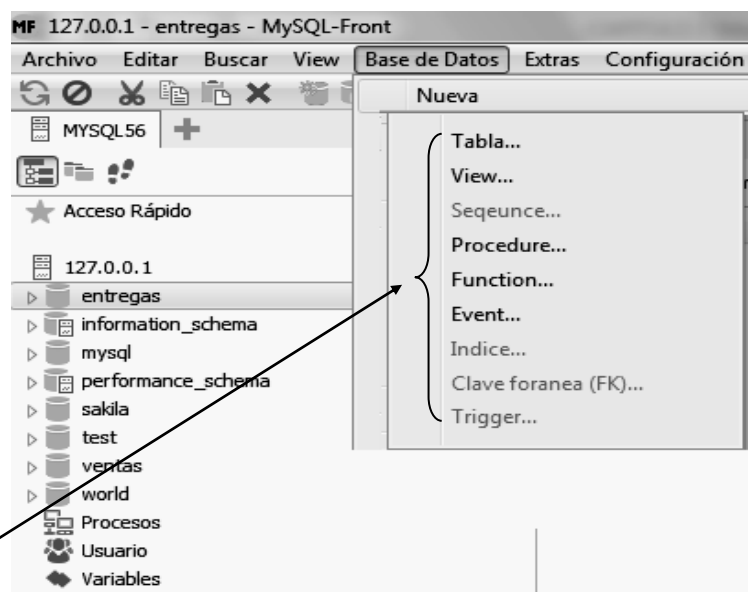 MF 127.0.0.1 - entregas - MySQL-Front
Archivo Editar Buscar View Base de Datos Extras Configuración
Nueva
MYSQL56
Tabla...
View...
Seqeunce...
Procedure...
Function...
Event...
Indice...
Clave foranea (FK)...
Trigger...
Acceso Rápido
127.0.0.1
entregas
information_schema
mysql
performance_schema
sakila
test
ventas
world
Procesos
Usuario
Variables